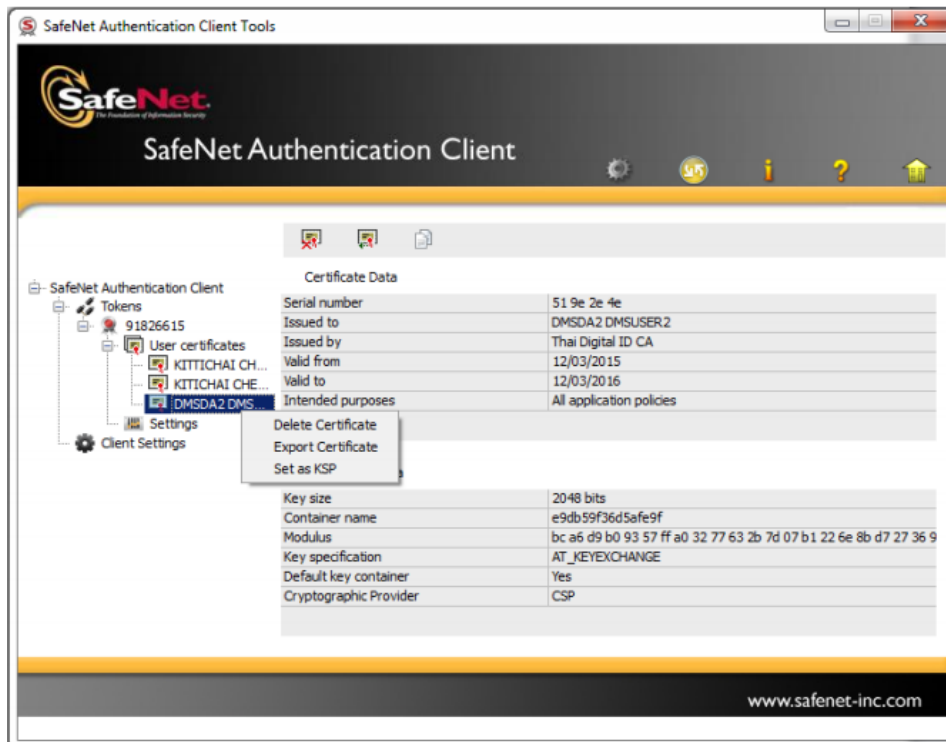 SafeNet Authentication Client Tools
SafeNet.
The Foundation of Information Security
SafeNet Authentication Client
Certificate Data
SafeNet Authentication Client
Tokens
91826615
User certificates
KITTICHAI CH...
KITICHAI CHE...
DMSDA2 DMS...
Settings
Client Settings
Delete Certificate
Export Certificate
Set as KSP
Serial number 51 9e 2e 4e
Issued to DMSDA2 DMSUSER2
Issued by Thai Digital ID CA
Valid from 12/03/2015
Valid to 12/03/2016
Intended purposes All application policies
Key size 2048 bits
Container name e9db59f36d5afe9f
Modulus bc a6 d9 b0 93 57 ff a0 32 77 63 2b 7d 07 b1 22 6e 8b d7 27 36 9
Key specification AT_KEYEXCHANGE
Default key container Yes
Cryptographic Provider CSP
www.safenet-inc.com